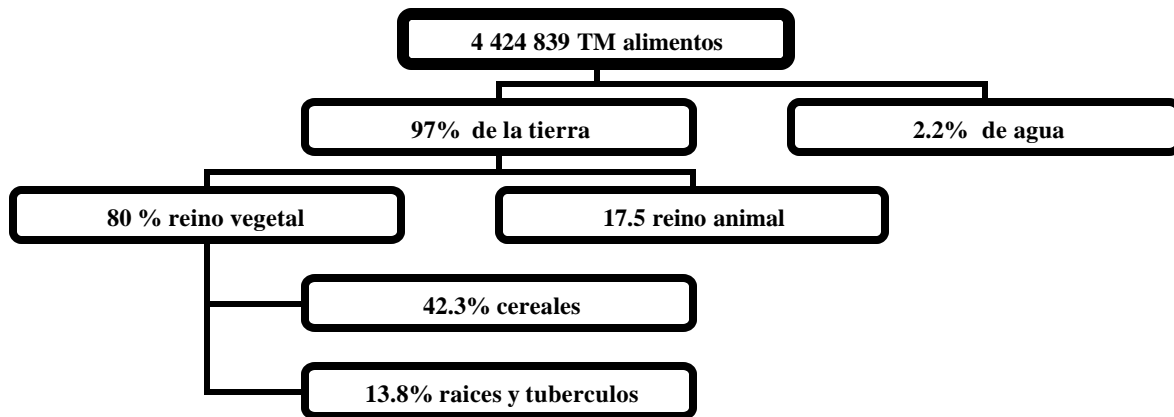 4 424 839 TM alimentos
97% de la tierra
2.2% de agua
80 % reino vegetal
17.5 reino animal
42.3% cereales
13.8% raices y tuberculos